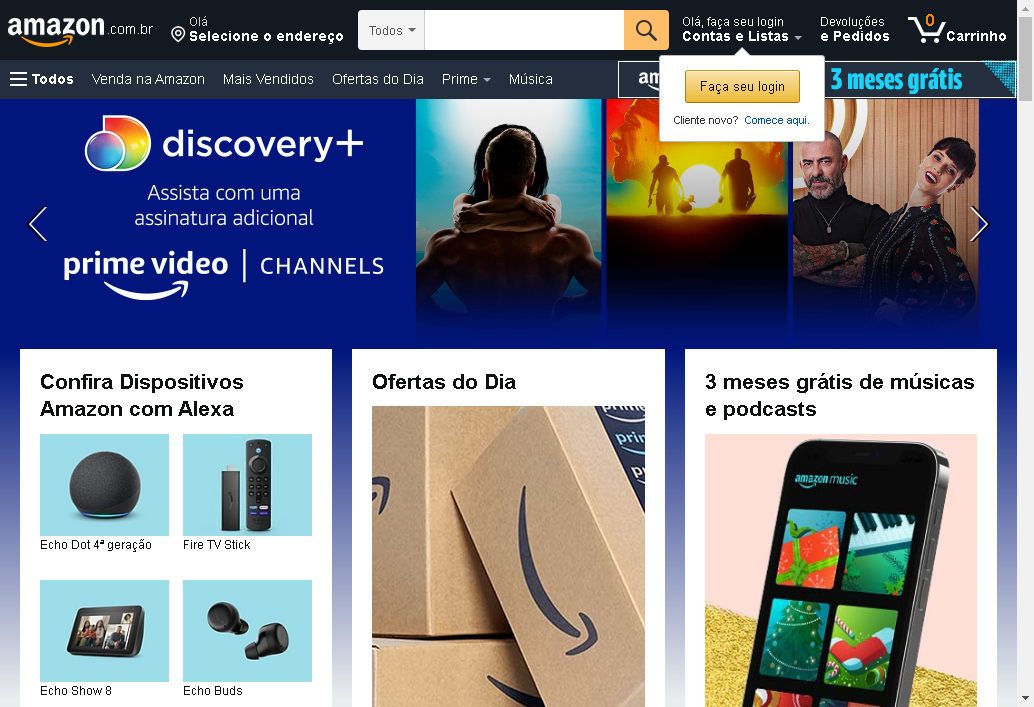 amazon.com.br
Olá
Selecione o endereço
Todos
Olá, faça seu login
Contas e Listas
Devoluções
e Pedidos
0
Carrinho
Todos
Venda na Amazon
Mais Vendidos
Ofertas do Dia
Prime
Música
am
3 meses grátis
Faça seu login
Cliente novo? Comece aqui.
discovery+
Assista com uma
assinatura adicional
prime video | CHANNELS
Confira Dispositivos
Amazon com Alexa
Echo Dot 4ª geração
Fire TV Stick
Echo Show 8
Echo Buds
Ofertas do Dia
prime
3 meses grátis de músicas
e podcasts
amazon music